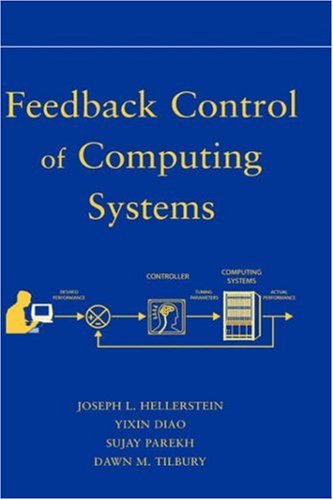 Feedback Control
of Computing
Systems
DESIRED
PERFORMANCE
CONTROLLER
TUNING
PARAMETERS
COMPUTING
SYSTEMS
ACTUAL
PERFORMANCE
JOSEPH L. HELLERSTEIN
YIXIN DIAO
SUJAY PAREKH
DAWN M. TILBURY